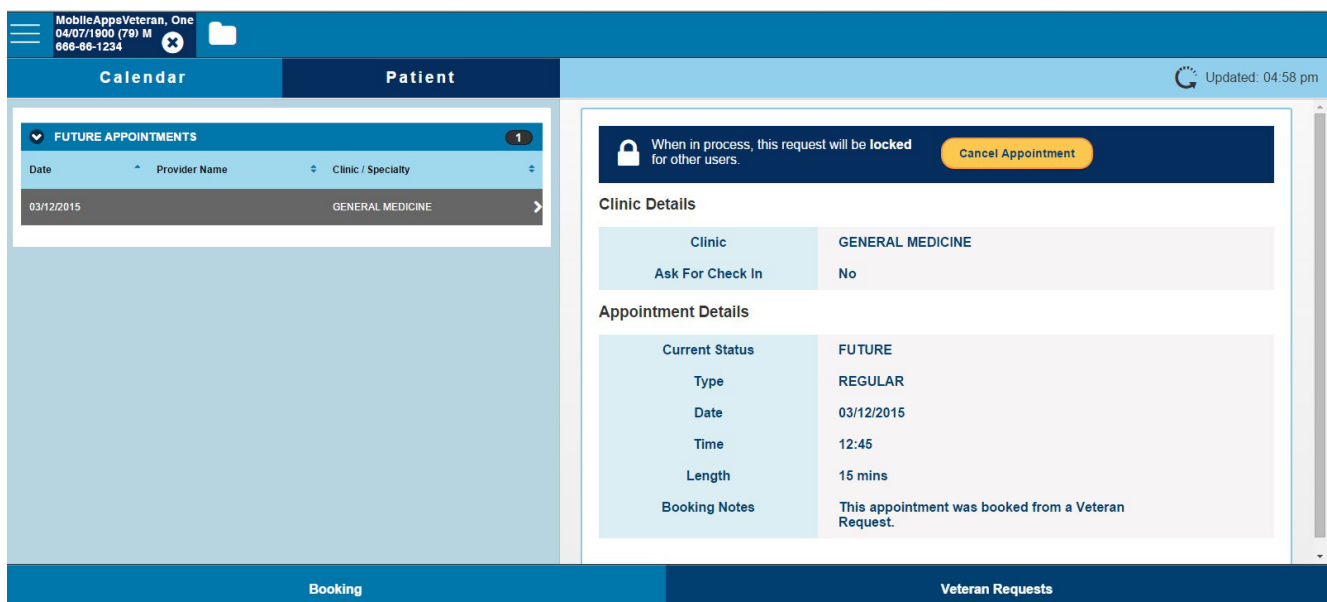 MobileAppsVeteran, One
04/07/1900 (79) M
666-66-1234
Calendar
Patient
Updated: 04:58 pm
FUTURE APPOINTMENTS 1
Date Provider Name Clinic / Specialty
03/12/2015 GENERAL MEDICINE
When in process, this request will be locked
for other users.
Cancel Appointment
Clinic Details
Clinic GENERAL MEDICINE
Ask For Check In No
Appointment Details
Current Status FUTURE
Type REGULAR
Date 03/12/2015
Time 12:45
Length 15 mins
Booking Notes This appointment was booked from a Veteran
Request.
Booking
Veteran Requests